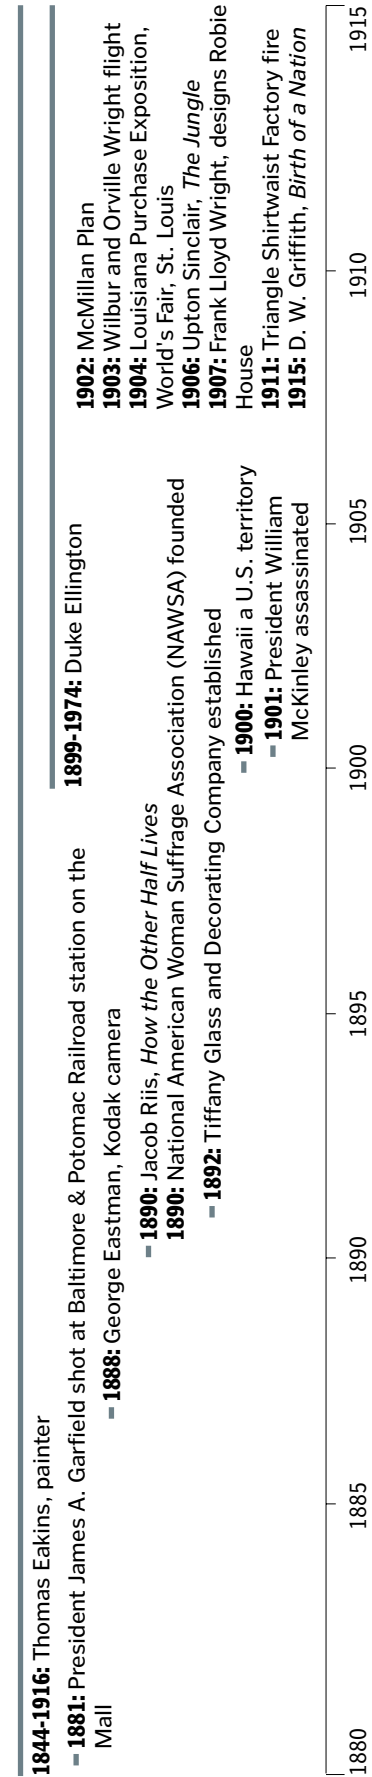 1844-1916: Thomas Eakins, painter
1881: President James A. Garfield shot at Baltimore & Potomac Railroad station on the
Mall
1888: George Eastman, Kodak camera
1890: Jacob Riis, How the Other Half Lives
1890: National American Woman Suffrage Association (NAWSA) founded
1892: Tiffany Glass and Decorating Company established
1899-1974: Duke Ellington
1900: Hawaii a U.S. territory
1901: President William
McKinley assassinated
1902: McMillan Plan
1903: Wilbur and Orville Wright flight
1904: Louisiana Purchase Exposition,
World's Fair, St. Louis
1906: Upton Sinclair, The Jungle
1907: Frank Lloyd Wright, designs Robie
House
1911: Triangle Shirtwaist Factory fire
1915: D. W. Griffith, Birth of a Nation
1880 1885 1890 1895 1900 1905 1910 1915